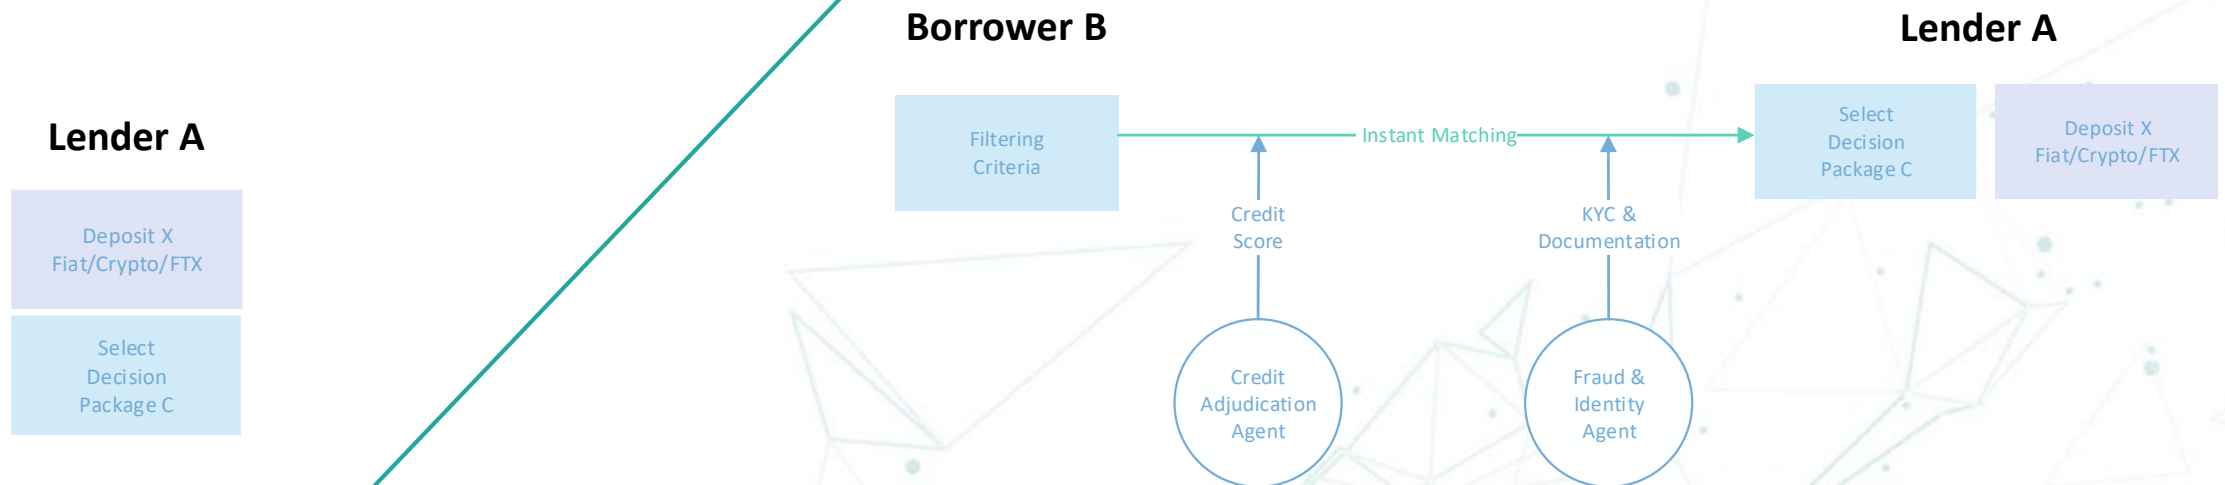 Lender A
Deposit X
Fiat/Crypto/FTX
Select
Decision
Package C
Borrower B
Filtering
Criteria
Instant Matching
Credit
Score
Credit
Adjudication
Agent
KYC &
Documentation
Fraud &
Identity
Agent
Lender A
Select
Decision
Package C
Deposit X
Fiat/Crypto/FTX